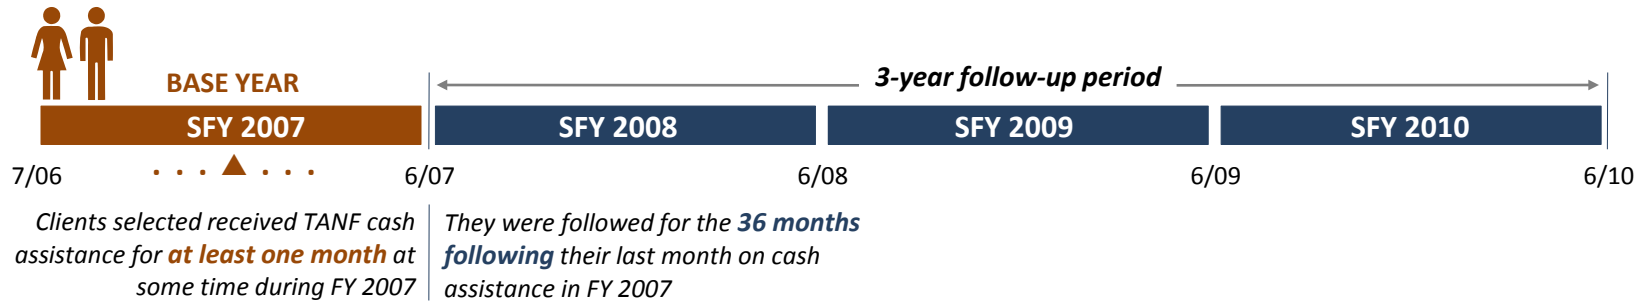 BASE YEAR
3-year follow-up period
SFY 2007
SFY 2008
SFY 2009
SFY 2010
7/06
6/07
6/08
6/09
6/10
Clients selected received TANF cash
assistance for at least one month at
some time during FY 2007
They were followed for the 36 months
following their last month on cash
assistance in FY 2007